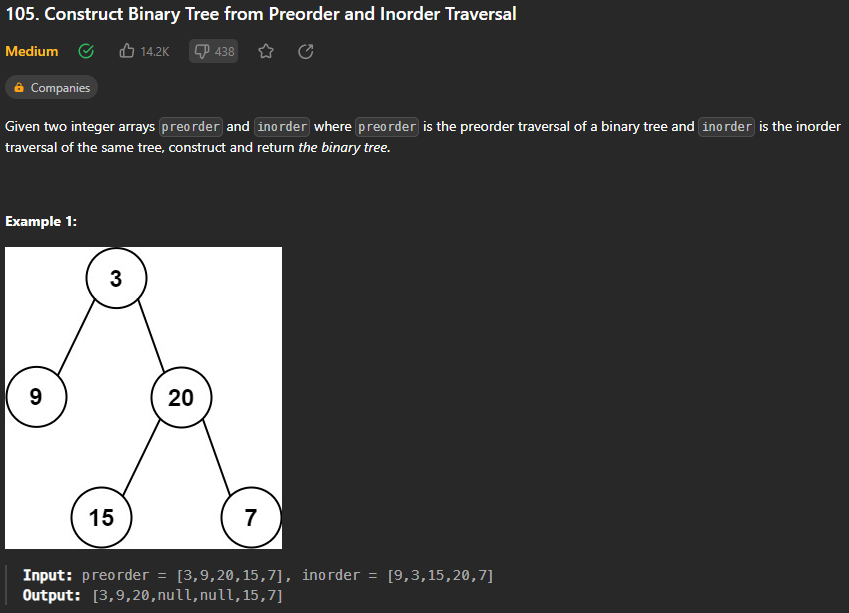 105. Construct Binary Tree from Preorder and Inorder Traversal
Medium 14.2K 438
Companies
Given two integer arrays preorder and inorder where preorder is the preorder traversal of a binary tree and inorder is the inorder
traversal of the same tree, construct and return the binary tree.
Example 1:
3
9 20
15 7
Input: preorder = [3,9,20,15,7], inorder = [9,3,15,20,7]
Output: [3,9,20,null,null,15,7]